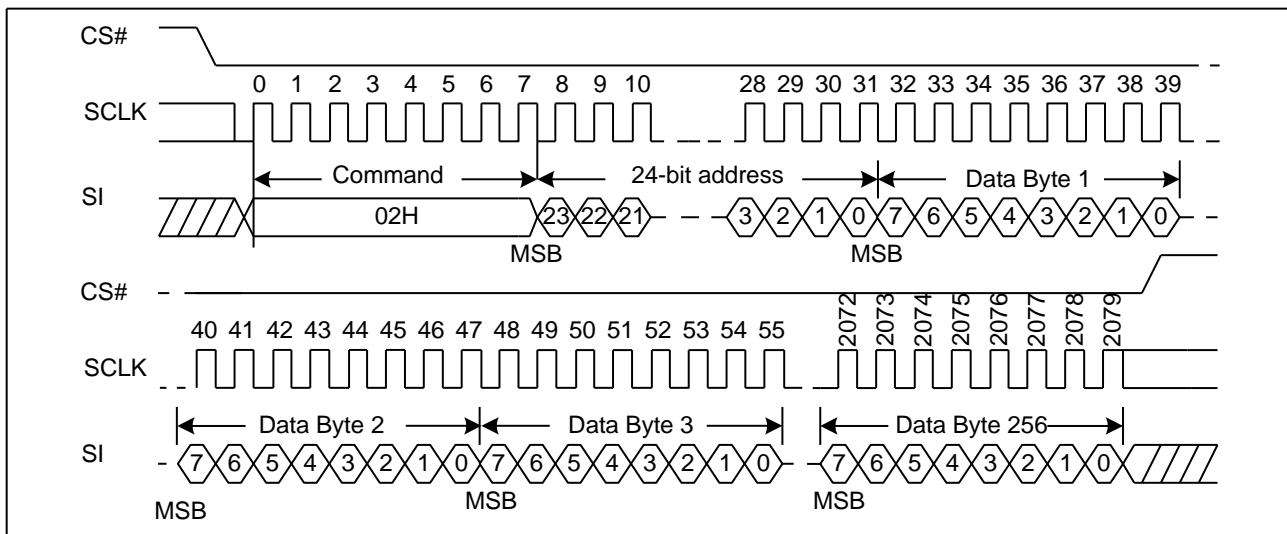 CS#
0 1 2 3 4 5 6 7 8 9 10 28 29 30 31 32 33 34 35 36 37 38 39
SCLK
Command 24-bit address Data Byte 1
SI
02H 23 22 21 3 2 1 0 7 6 5 4 3 2 1 0
MSB MSB
CS#
2072 2073 2074 2075 2076 2077 2078 2079
40 41 42 43 44 45 46 47 48 49 50 51 52 53 54 55
SCLK
Data Byte 2 Data Byte 3 Data Byte 256
SI
7 6 5 4 3 2 1 0 7 6 5 4 3 2 1 0 7 6 5 4 3 2 1 0
MSB MSB MSB